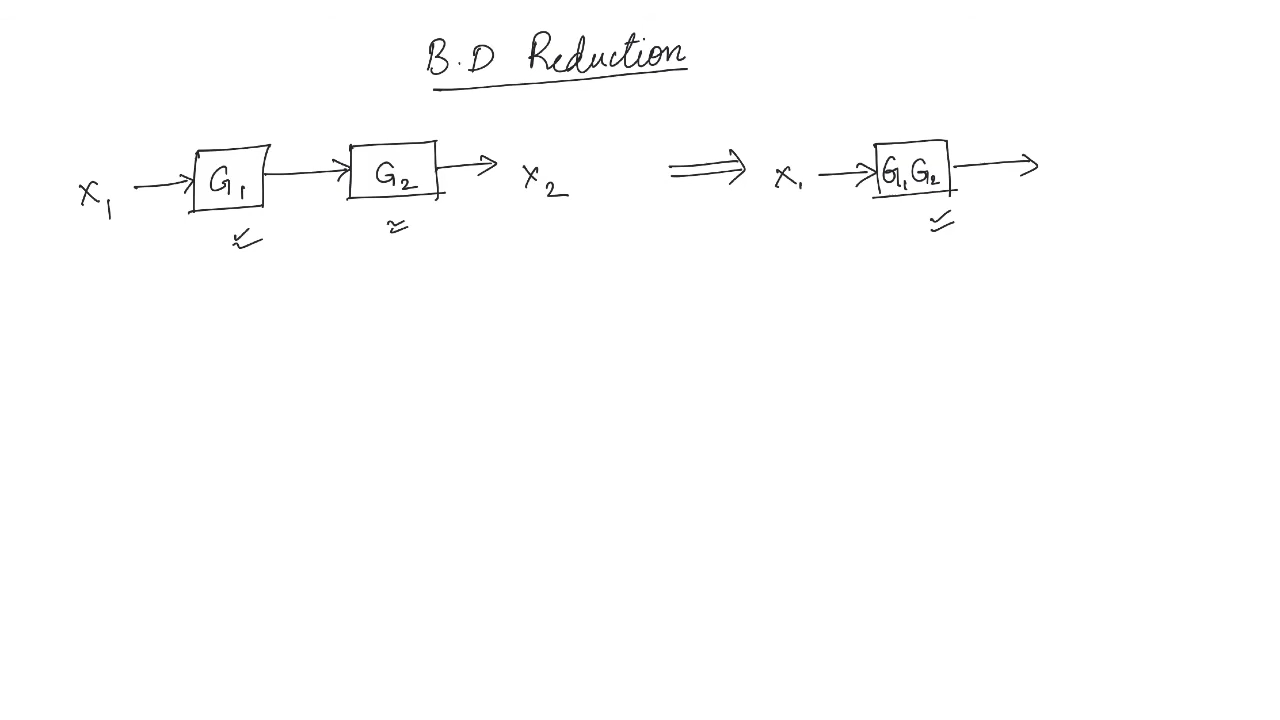 B.D Reduction
X₁ G₁ G₂ X₂ ⟹ X₁ G₁G₂